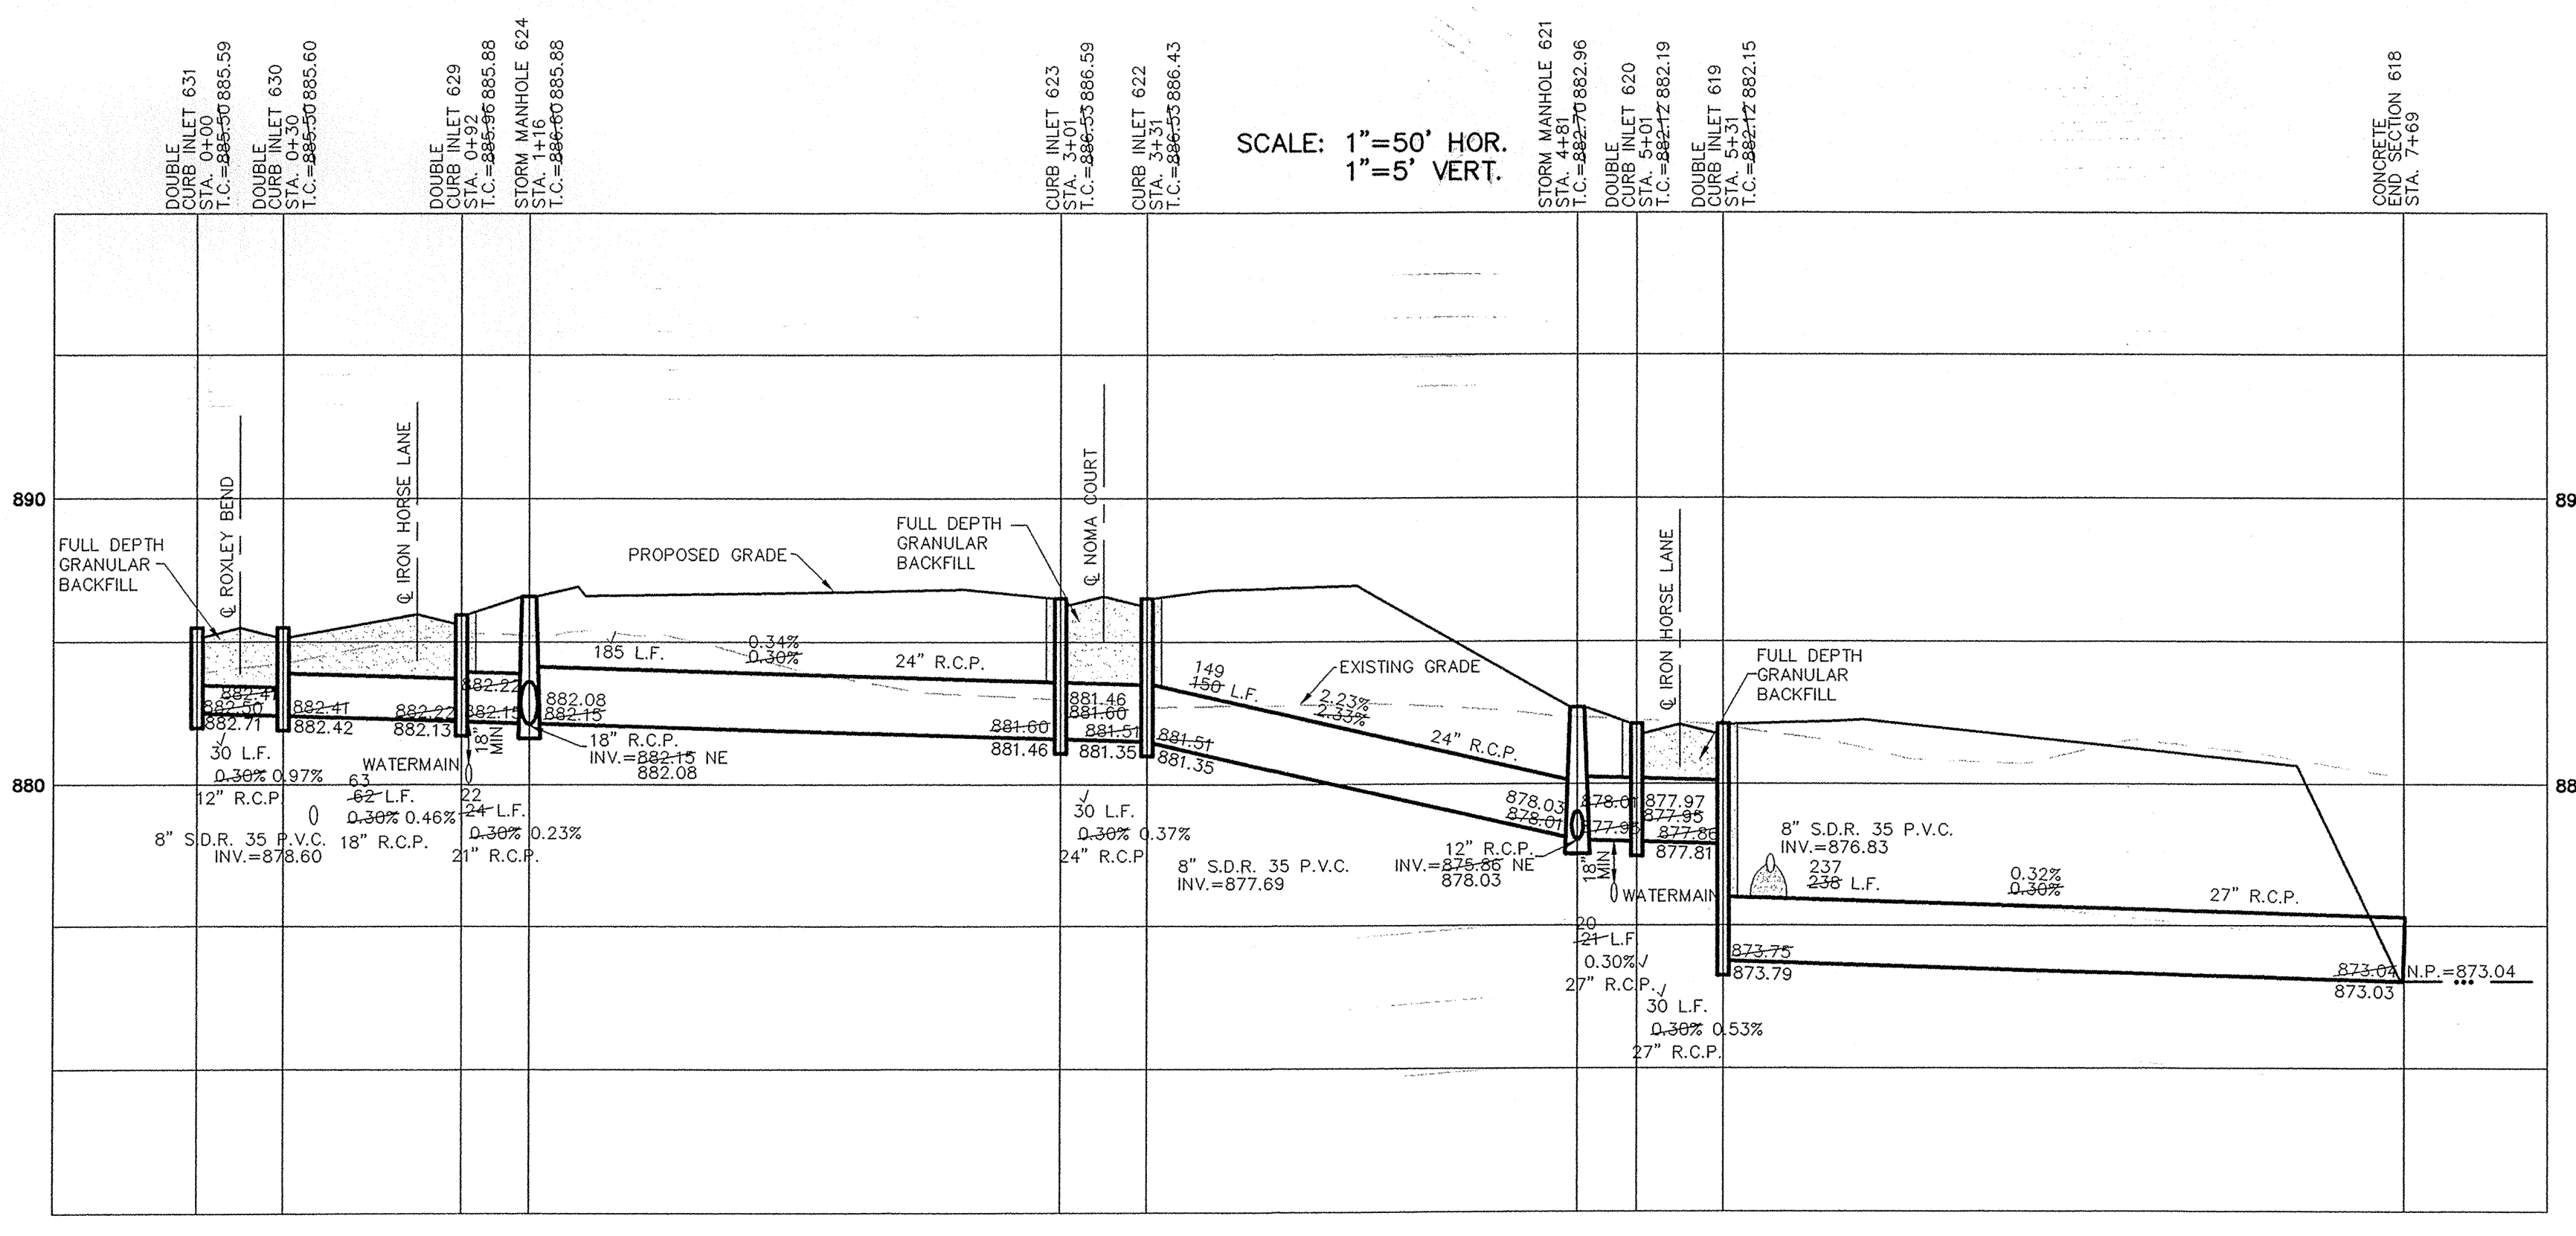 DOUBLE
CURB INLET 631
STA. 0+00
T.C.=885.50 885.59
DOUBLE
CURB INLET 630
STA. 0+30
T.C.=885.50 885.60
DOUBLE
CURB INLET 629
STA. 0+92
T.C.=885.96 885.88
STORM MANHOLE 624
STA. 1+16
T.C.=886.60 885.88
CURB INLET 623
STA. 3+01
T.C.=886.53 886.59
CURB INLET 622
STA. 3+31
T.C.=886.53 886.43
SCALE: 1"=50' HOR.
1"=5' VERT.
STORM MANHOLE 621
STA. 4+81
T.C.=882.70 882.96
DOUBLE
CURB INLET 620
STA. 5+01
T.C.=882.12 882.19
DOUBLE
CURB INLET 619
STA. 5+31
T.C.=882.12 882.15
CONCRETE
END SECTION 618
STA. 7+69
890
89
FULL DEPTH
GRANULAR
BACKFILL
℄ ROXLEY BEND
℄ IRON HORSE LANE
PROPOSED GRADE
FULL DEPTH
GRANULAR
BACKFILL
℄ NOMA COURT
EXISTING GRADE
℄ IRON HORSE LANE
FULL DEPTH
GRANULAR
BACKFILL
185 L.F.
0.34%
0.30%
24" R.C.P.
149
150 L.F.
2.23%
2.33%
24" R.C.P.
882.41
882.50
882.71
882.41
882.42
882.22
882.13
882.22
882.15
882.08
882.15
18" R.C.P.
INV.=882.15 NE
882.08
18"
MIN
WATERMAIN
881.60
881.46
881.46
881.60
881.51
881.35
881.51
881.35
880
88
30 L.F.
0.30% 0.97%
12" R.C.P.
63
62 L.F.
0.30% 0.46%
18" R.C.P.
22
24 L.F.
0.30% 0.23%
21" R.C.P.
8" S.D.R. 35 P.V.C.
INV.=878.60
30 L.F.
0.30% 0.37%
24" R.C.P.
8" S.D.R. 35 P.V.C.
INV.=877.69
878.03
878.01
12" R.C.P.
INV.=875.86 NE
878.03
878.01
877.95
877.97
877.95
877.86
877.81
18"
MIN
WATERMAIN
8" S.D.R. 35 P.V.C.
INV.=876.83
237
238 L.F.
0.32%
0.30%
27" R.C.P.
20
21 L.F.
0.30%
27" R.C.P.
873.75
873.79
30 L.F.
0.30% 0.53%
27" R.C.P.
873.04
873.03
N.P.=873.04